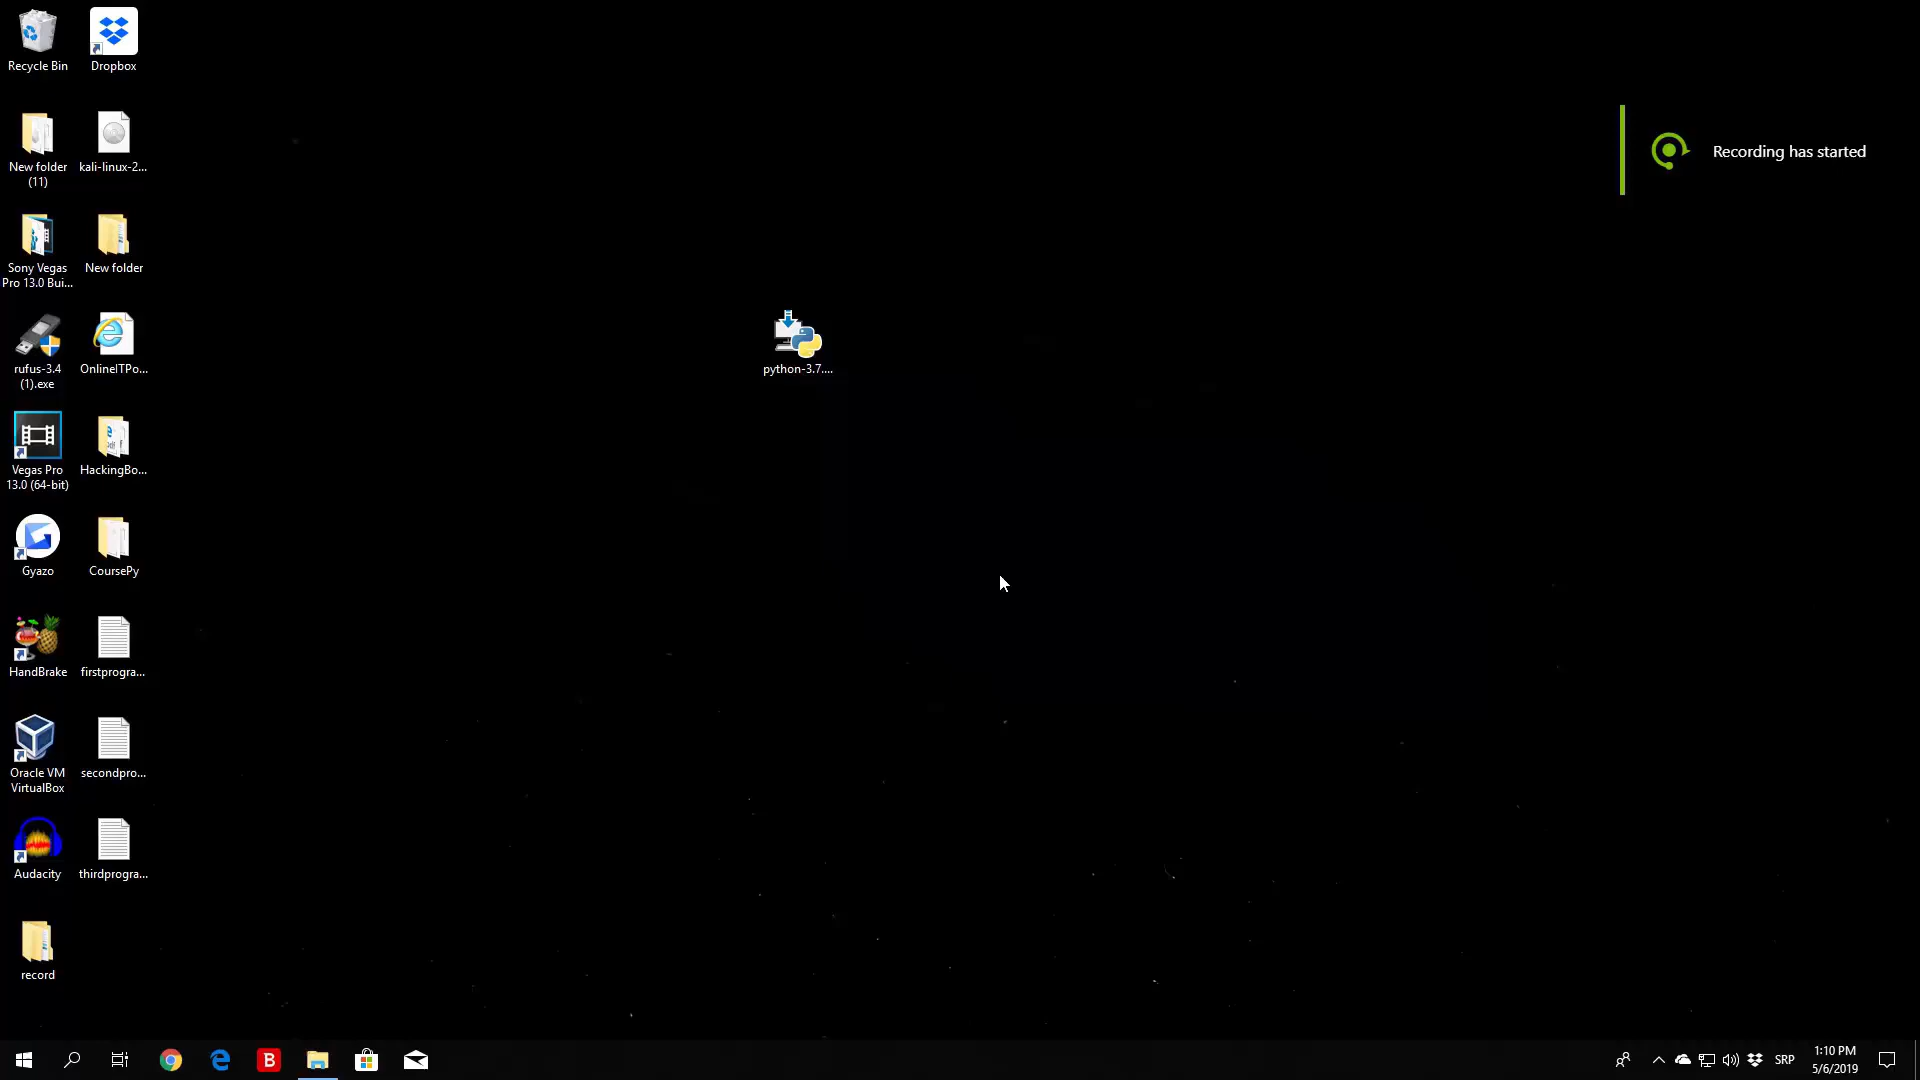 Recycle Bin
Dropbox
New folder
(11)
kali-linux-2...
Sony Vegas
Pro 13.0 Bui...
New folder
rufus-3.4
(1).exe
OnlineITPo...
Vegas Pro
13.0 (64-bit)
HackingBo...
Gyazo
CoursePy
HandBrake
firstprogra...
Oracle VM
VirtualBox
secondpro...
Audacity
thirdprogra...
record
python-3.7....
Recording has started
B
SRP
1:10 PM
5/6/2019